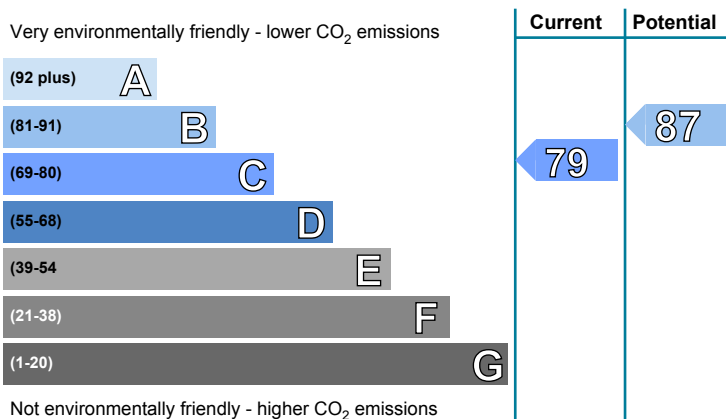 Current Potential
Very environmentally friendly - lower CO2 emissions
(92 plus) A
(81-91) B
87
(69-80) C
79
(55-68) D
(39-54 E
(21-38) F
(1-20) G
Not environmentally friendly - higher CO2 emissions